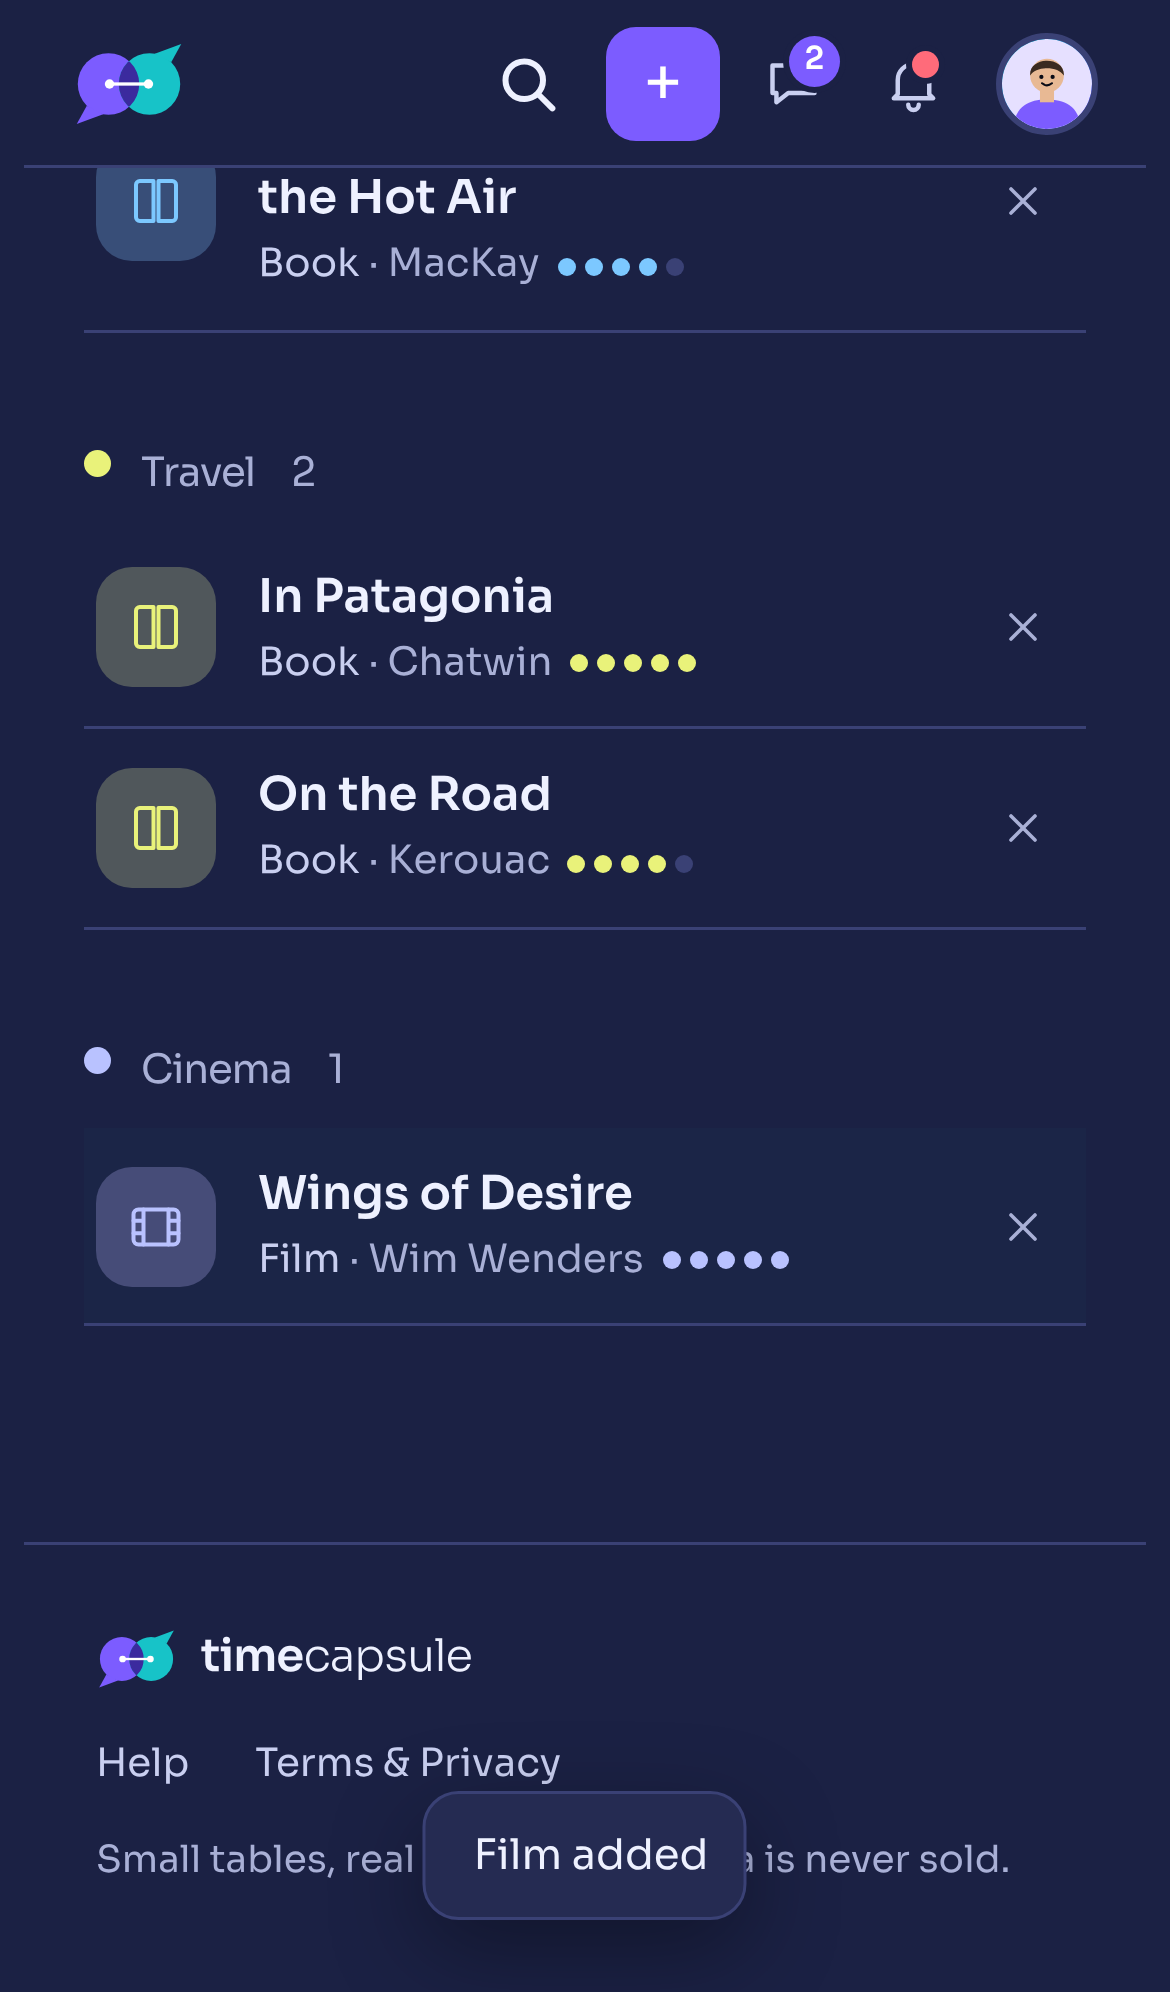 2
the Hot Air
Book · MacKay
Travel 2
In Patagonia
Book · Chatwin
On the Road
Book · Kerouac
Cinema 1
Wings of Desire
Film · Wim Wenders
timecapsule
Help Terms & Privacy
Small tables, real is never sold.
Film added